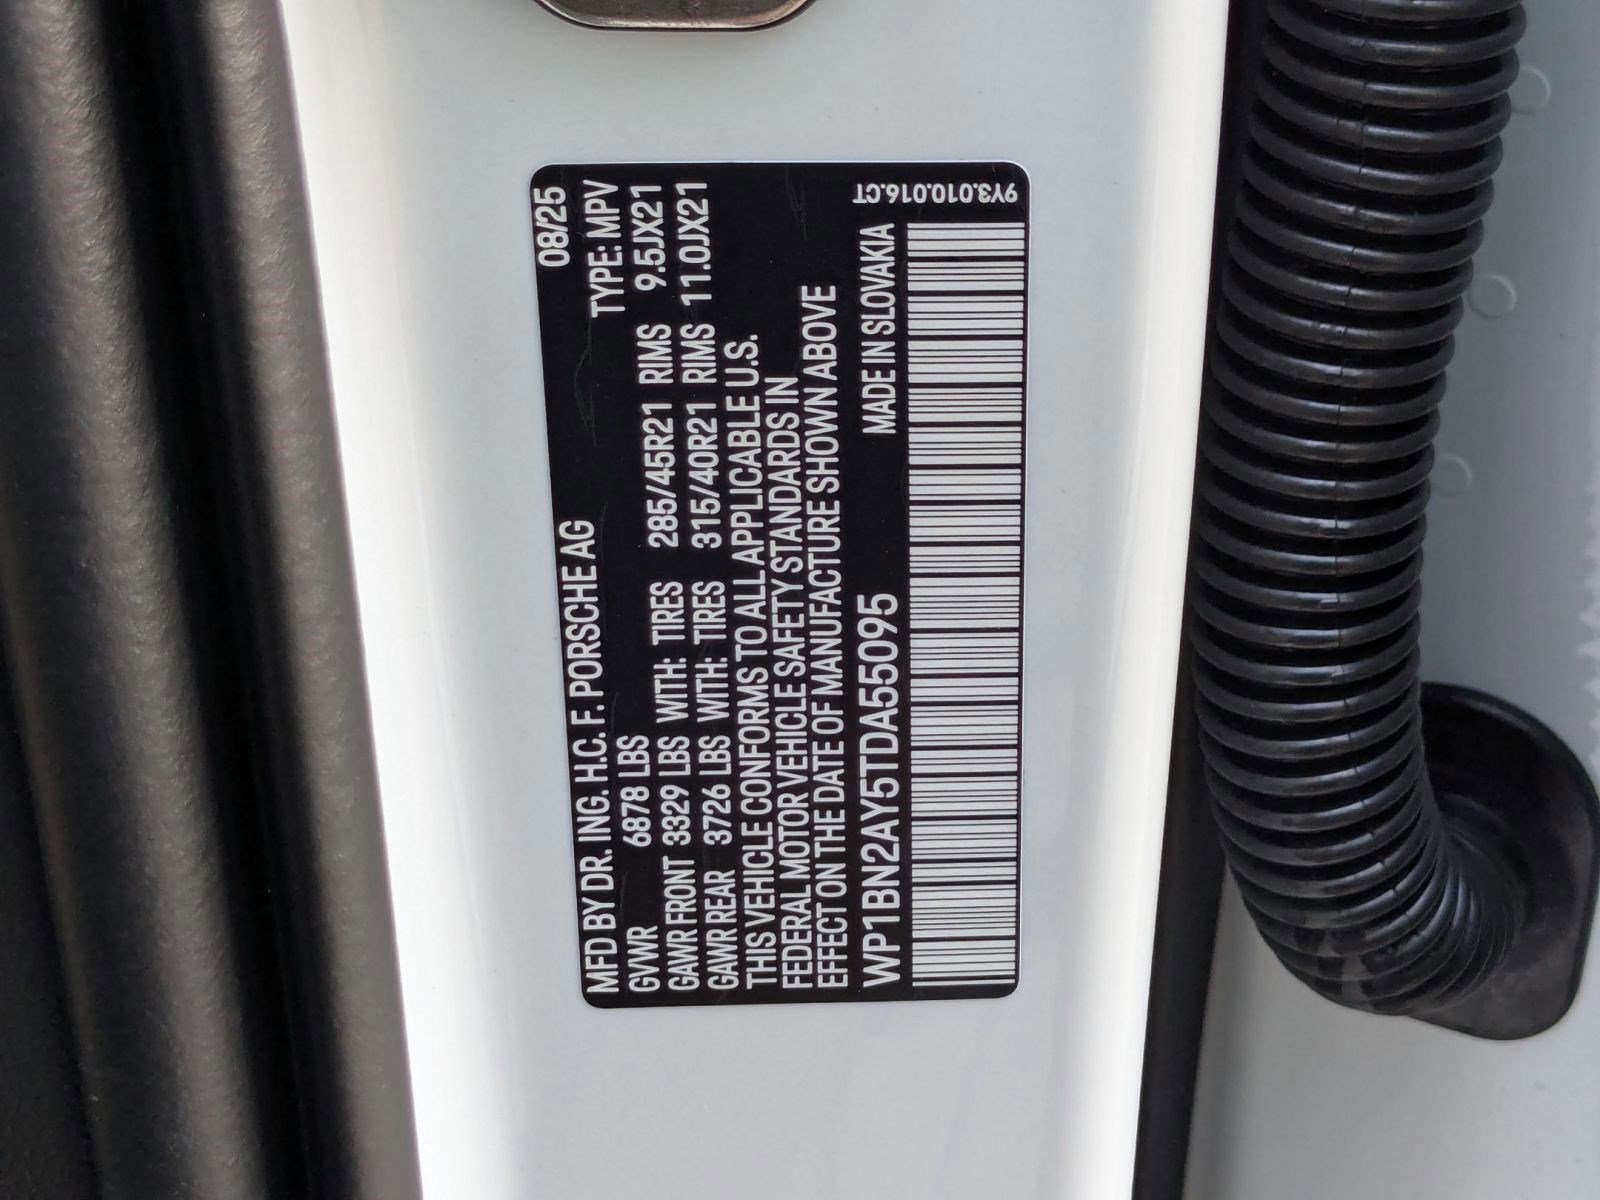 MFD BY DR. ING. H.C. F. PORSCHE AG 08/25
GVWR 6878 LBS TYPE: MPV
GAWR FRONT 3329 LBS WITH: TIRES 285/45R21 RIMS 9.5JX21
GAWR REAR 3726 LBS WITH: TIRES 315/40R21 RIMS 11.0JX21
THIS VEHICLE CONFORMS TO ALL APPLICABLE U.S.
FEDERAL MOTOR VEHICLE SAFETY STANDARDS IN
EFFECT ON THE DATE OF MANUFACTURE SHOWN ABOVE
WP1BN2AY5TDA55095 MADE IN SLOVAKIA
9Y3.010.016.CT